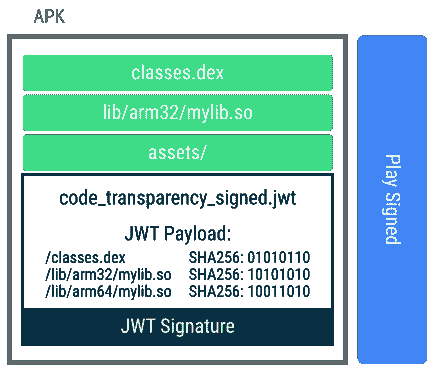 APK
classes.dex
lib/arm32/mylib.so
assets/
code_transparency_signed.jwt
JWT Payload:
/classes.dex SHA256: 01010110
/lib/arm32/mylib.so SHA256: 10101010
/lib/arm64/mylib.so SHA256: 10011010
JWT Signature
Play Signed